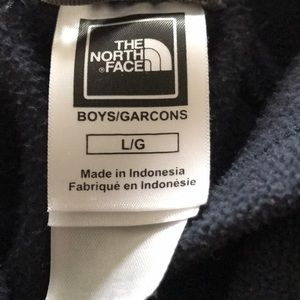 THE
NORTH
FACE
BOYS/GARCONS
L/G
Made in Indonesia
Fabriqué en Indonésie